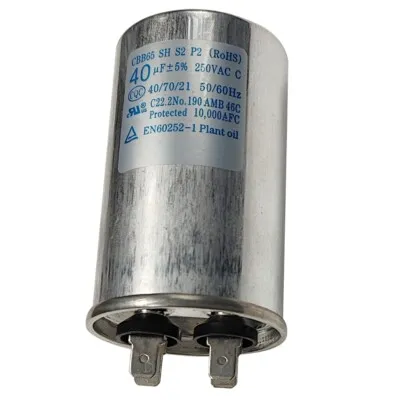 CBB65 SH S2 P2 (RoHS)
40 μF±5% 250VAC C
CQC 40/70/21 50/60Hz
C22.2No.190 AMB 46C
Protected 10,000AFC
EN60252-1 Plant oil